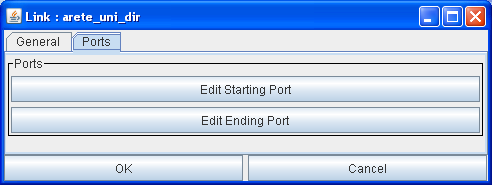 Link : arete_uni_dir
General Ports
Ports
Edit Starting Port
Edit Ending Port
OK Cancel